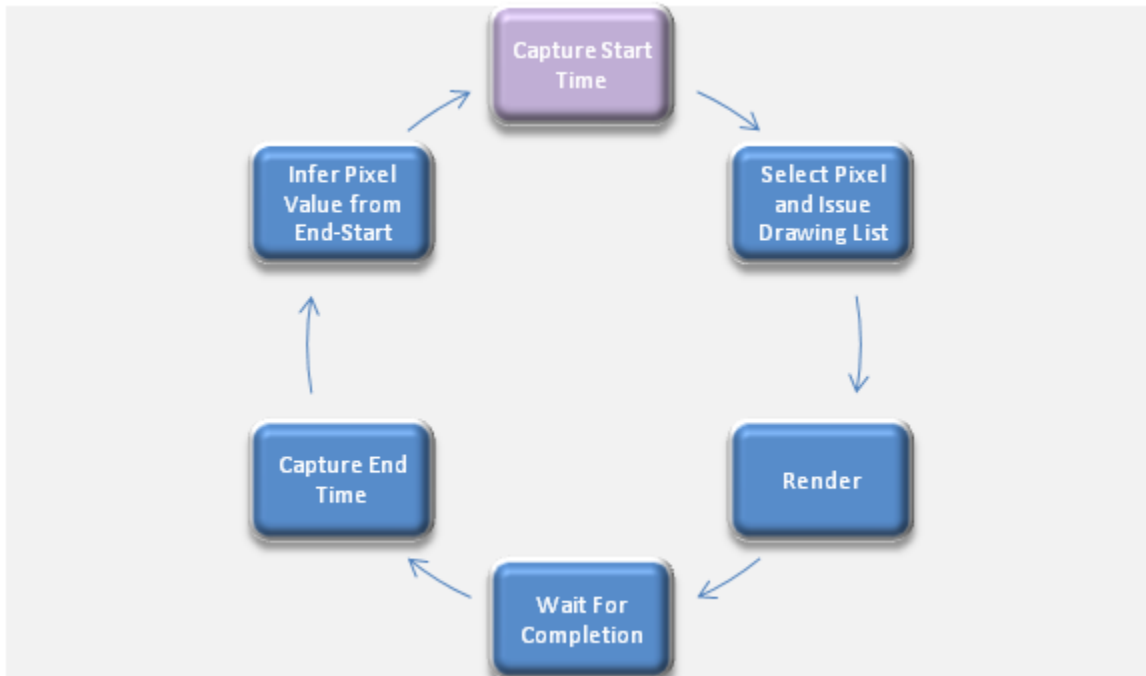 Capture Start
Time
Select Pixel
and Issue
Drawing List
Render
Wait For
Completion
Capture End
Time
Infer Pixel
Value from
End-Start